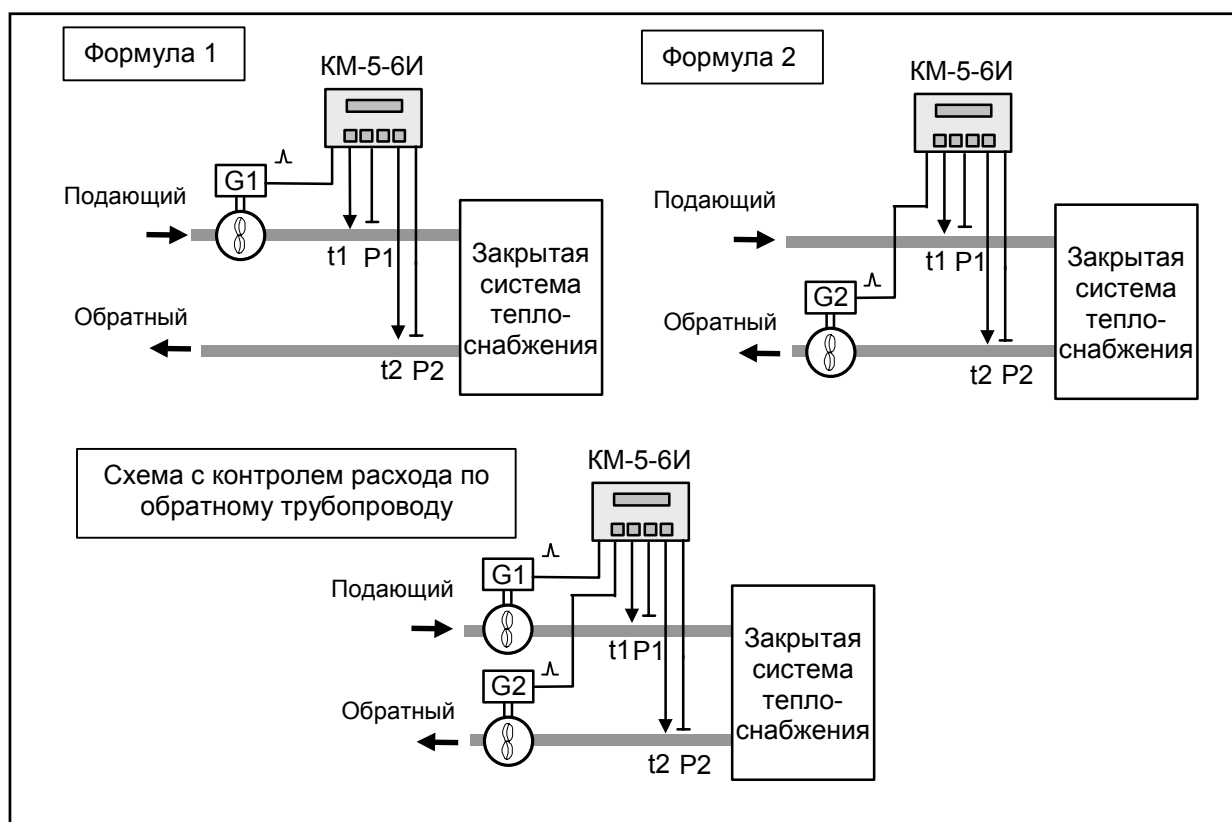 Формула 1
КМ-5-6И
G1
Подающий
t1 P1
Обратный
t2 P2
Закрытая
система
тепло-
снабжения
Формула 2
КМ-5-6И
Подающий
t1 P1
G2
Обратный
t2 P2
Закрытая
система
тепло-
снабжения
Схема с контролем расхода по
обратному трубопроводу
КМ-5-6И
G1
Подающий
t1 P1
G2
Обратный
t2 P2
Закрытая
система
тепло-
снабжения